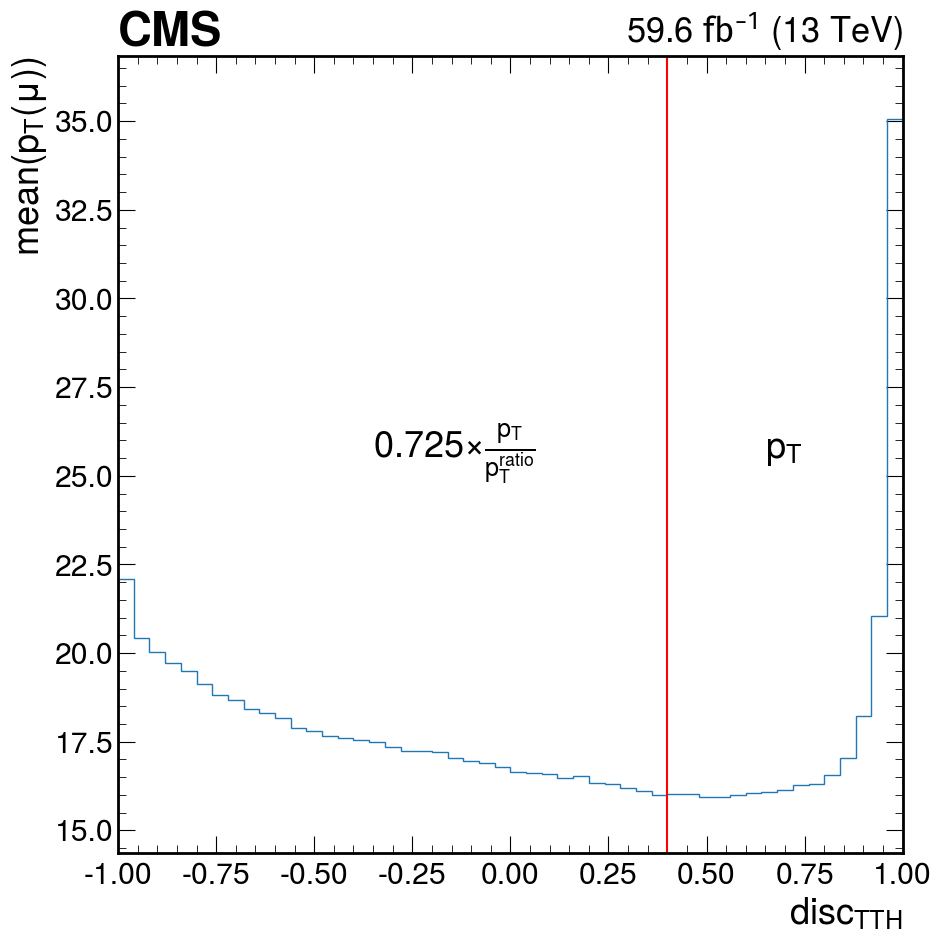 CMS
59.6 fb⁻¹ (13 TeV)
mean(p_T(μ))
35.0
32.5
30.0
27.5
25.0
22.5
20.0
17.5
15.0
0.725× p_T / p_T^ratio
p_T
-1.00 -0.75 -0.50 -0.25 0.00 0.25 0.50 0.75 1.00
disc_TTH